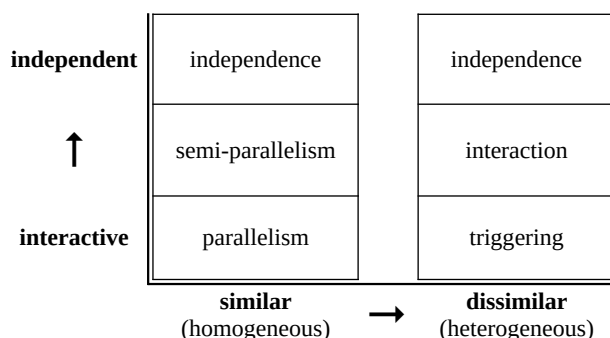 independent independence independence
↑ semi-parallelism interaction
interactive parallelism triggering
similar → dissimilar
(homogeneous) (heterogeneous)